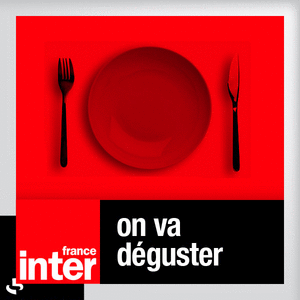 france
inter
on va
déguster